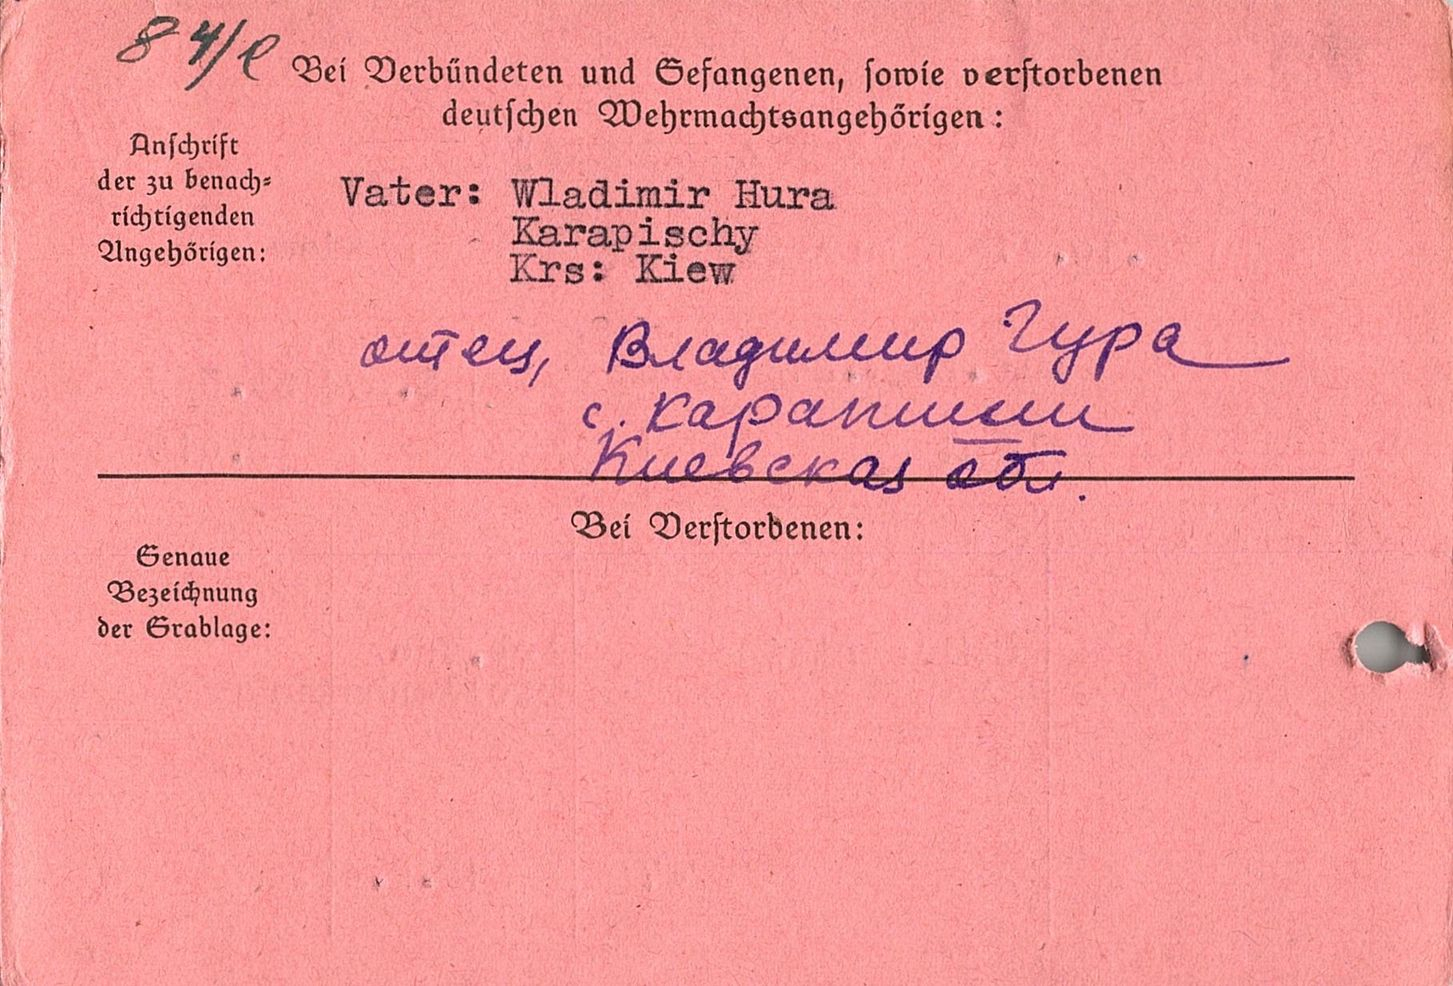 84/e
Bei Verbündeten und Gefangenen, sowie verstorbenen
deutschen Wehrmachtsangehörigen:
Anschrift
der zu benach-
richtigenden
Angehörigen:
Vater: Wladimir Hura
Karapischy
Krs: Kiew
отец, Владимир Гура
с. Карапиши
Киевская обл.
Bei Verstorbenen:
Genaue
Bezeichnung
der Grablage: